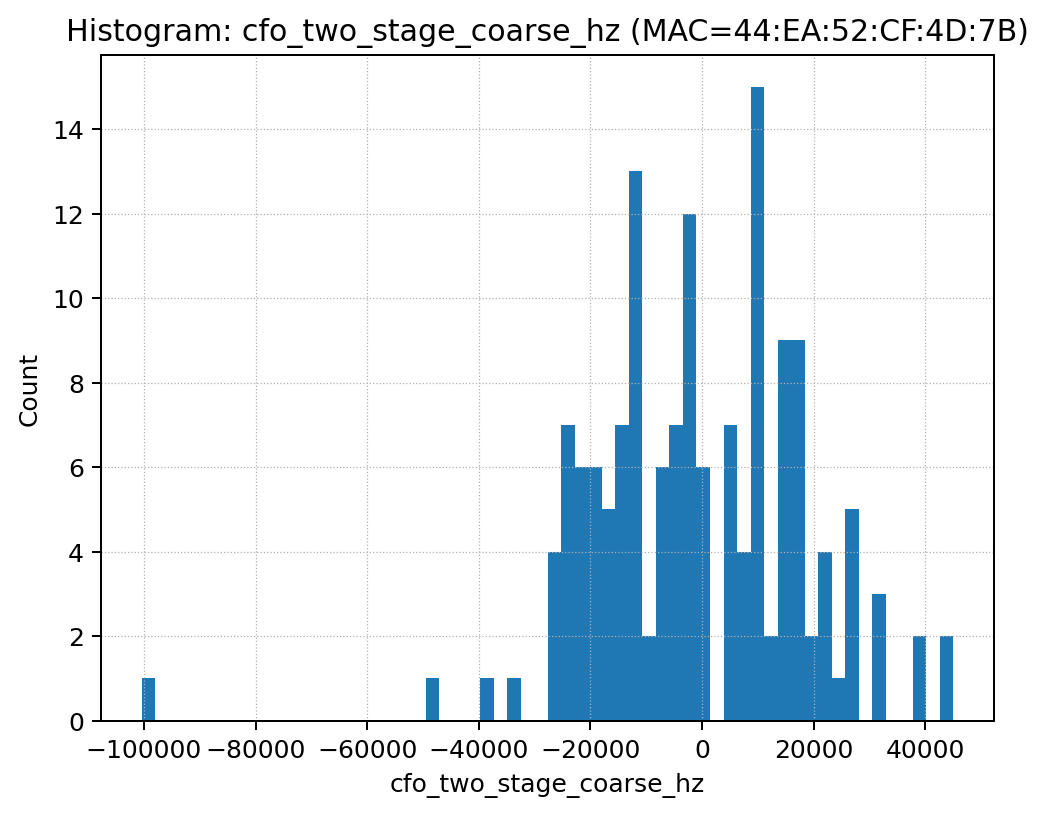 Histogram: cfo_two_stage_coarse_hz (MAC=44:EA:52:CF:4D:7B)
14
12
10
8
6
4
2
0
Count
−100000 −80000 −60000 −40000 −20000 0 20000 40000
cfo_two_stage_coarse_hz